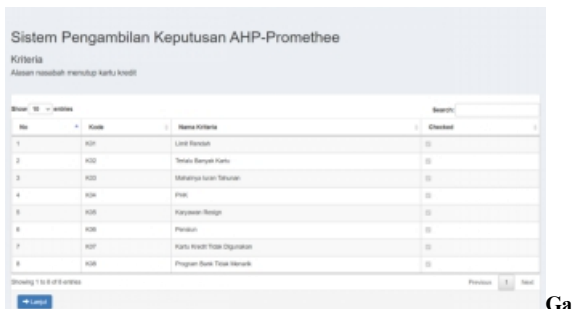 Sistem Pengambilan Keputusan AHP-Promethee
Kriteria
Alasan nasabah menutup kartu kredit
Show 10 entries Search:
No Kode Nama Kriteria Checked
1 K01 Limit Rendah
2 K02 Terlalu Banyak Kartu
3 K03 Mahalnya Iuran Tahunan
4 K04 PHK
5 K05 Karyawan Resign
6 K06 Pensiun
7 K07 Kartu Kredit Tidak Digunakan
8 K08 Program Bank Tidak Menarik
Showing 1 to 8 of 8 entries Previous 1 Next
Lanjut
Ga